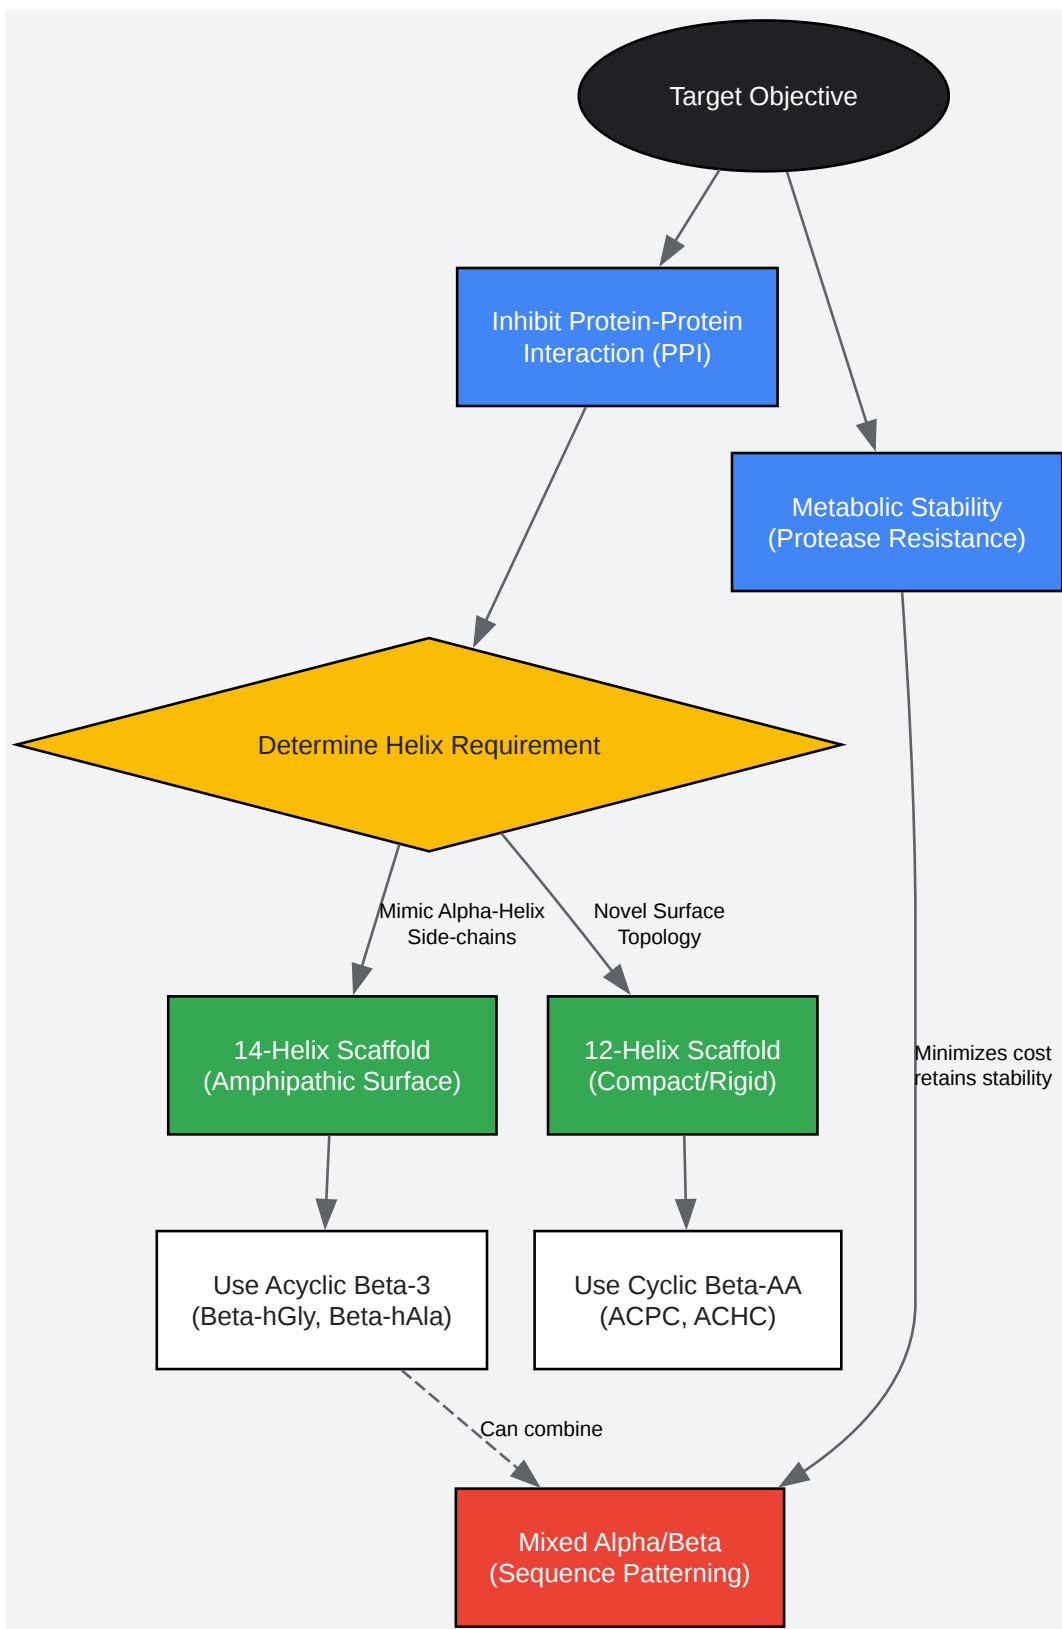 Target Objective
Inhibit Protein-Protein
Interaction (PPI)
Metabolic Stability
(Protease Resistance)
Determine Helix Requirement
Mimic Alpha-Helix
Side-chains
Novel Surface
Topology
14-Helix Scaffold
(Amphipathic Surface)
12-Helix Scaffold
(Compact/Rigid)
Minimizes cost
retains stability
Use Acyclic Beta-3
(Beta-hGly, Beta-hAla)
Use Cyclic Beta-AA
(ACPC, ACHC)
Can combine
Mixed Alpha/Beta
(Sequence Patterning)